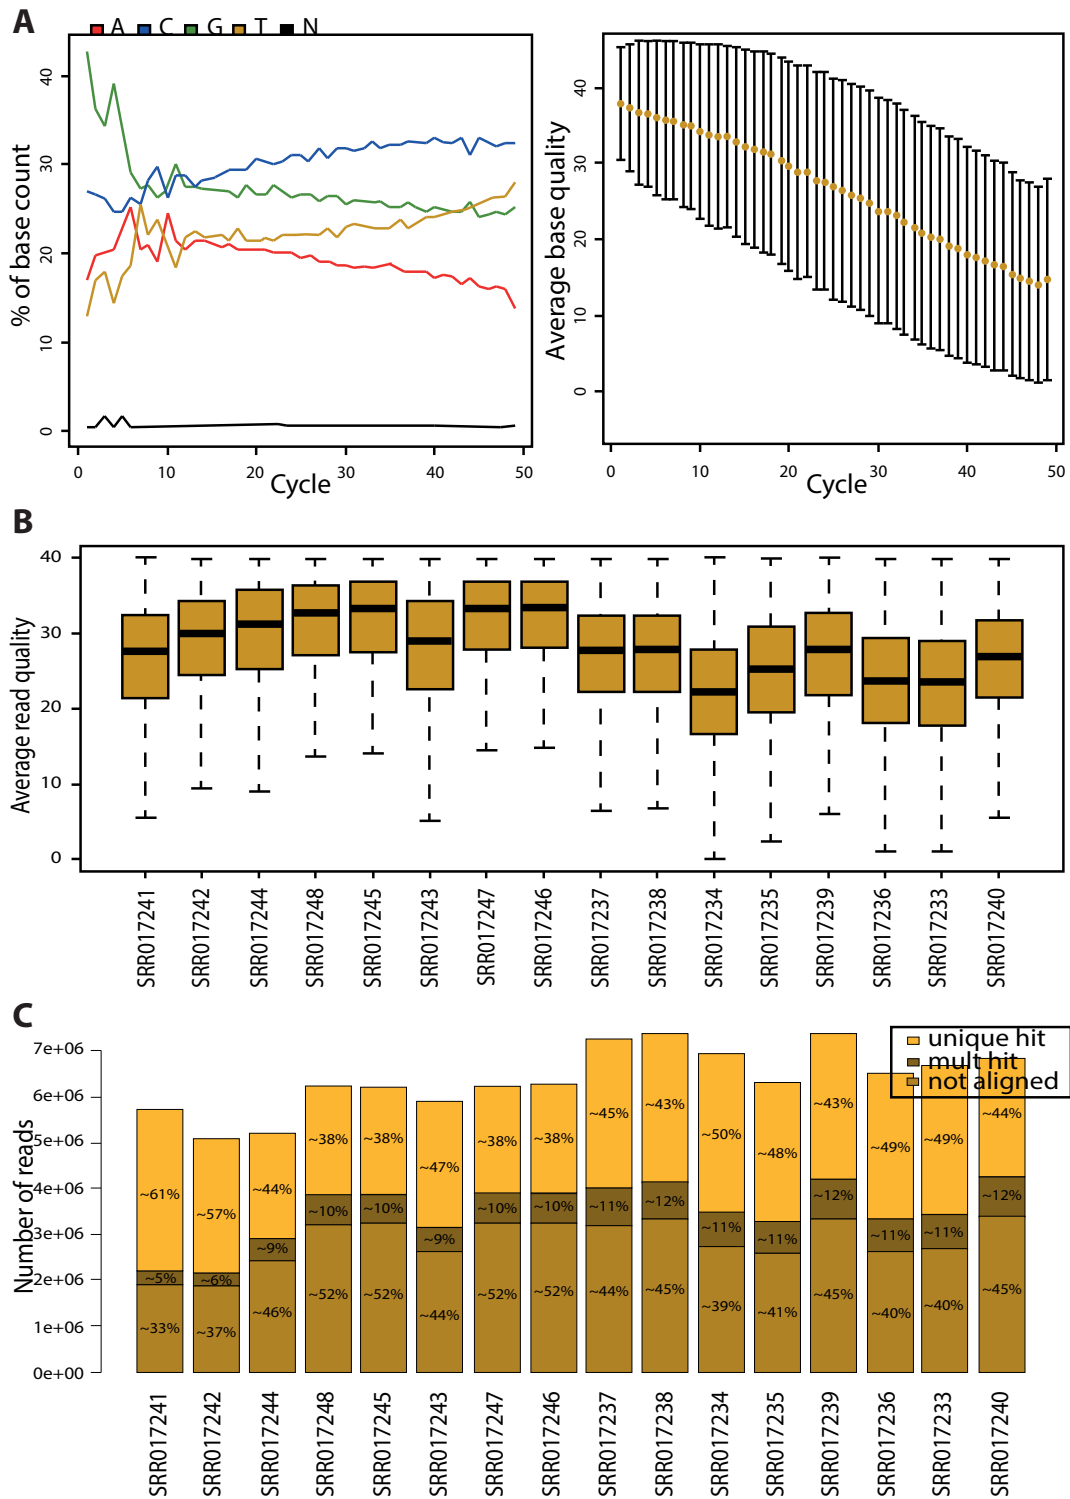 A
A C G T N
% of base count
0 10 20 30 40
0 10 20 30 40 50
Cycle
Average base quality
0 10 20 30 40
0 10 20 30 40 50
Cycle
B
Average read quality
40
30
20
10
0
SRR017241 SRR017242 SRR017244 SRR017248 SRR017245 SRR017243 SRR017247 SRR017246 SRR017237 SRR017238 SRR017234 SRR017235 SRR017239 SRR017236 SRR017233 SRR017240
C
unique hit
mult hit
not aligned
Number of reads
7e+06
6e+06
5e+06
4e+06
3e+06
2e+06
1e+06
0e+00
~61% ~57% ~44% ~38% ~38% ~47% ~38% ~38% ~45% ~43% ~50% ~48% ~43% ~49% ~49% ~44%
~5% ~6% ~9% ~10% ~10% ~9% ~10% ~10% ~11% ~12% ~11% ~11% ~12% ~11% ~11% ~12%
~33% ~37% ~46% ~52% ~52% ~44% ~52% ~52% ~44% ~45% ~39% ~41% ~45% ~40% ~40% ~45%
SRR017241 SRR017242 SRR017244 SRR017248 SRR017245 SRR017243 SRR017247 SRR017246 SRR017237 SRR017238 SRR017234 SRR017235 SRR017239 SRR017236 SRR017233 SRR017240